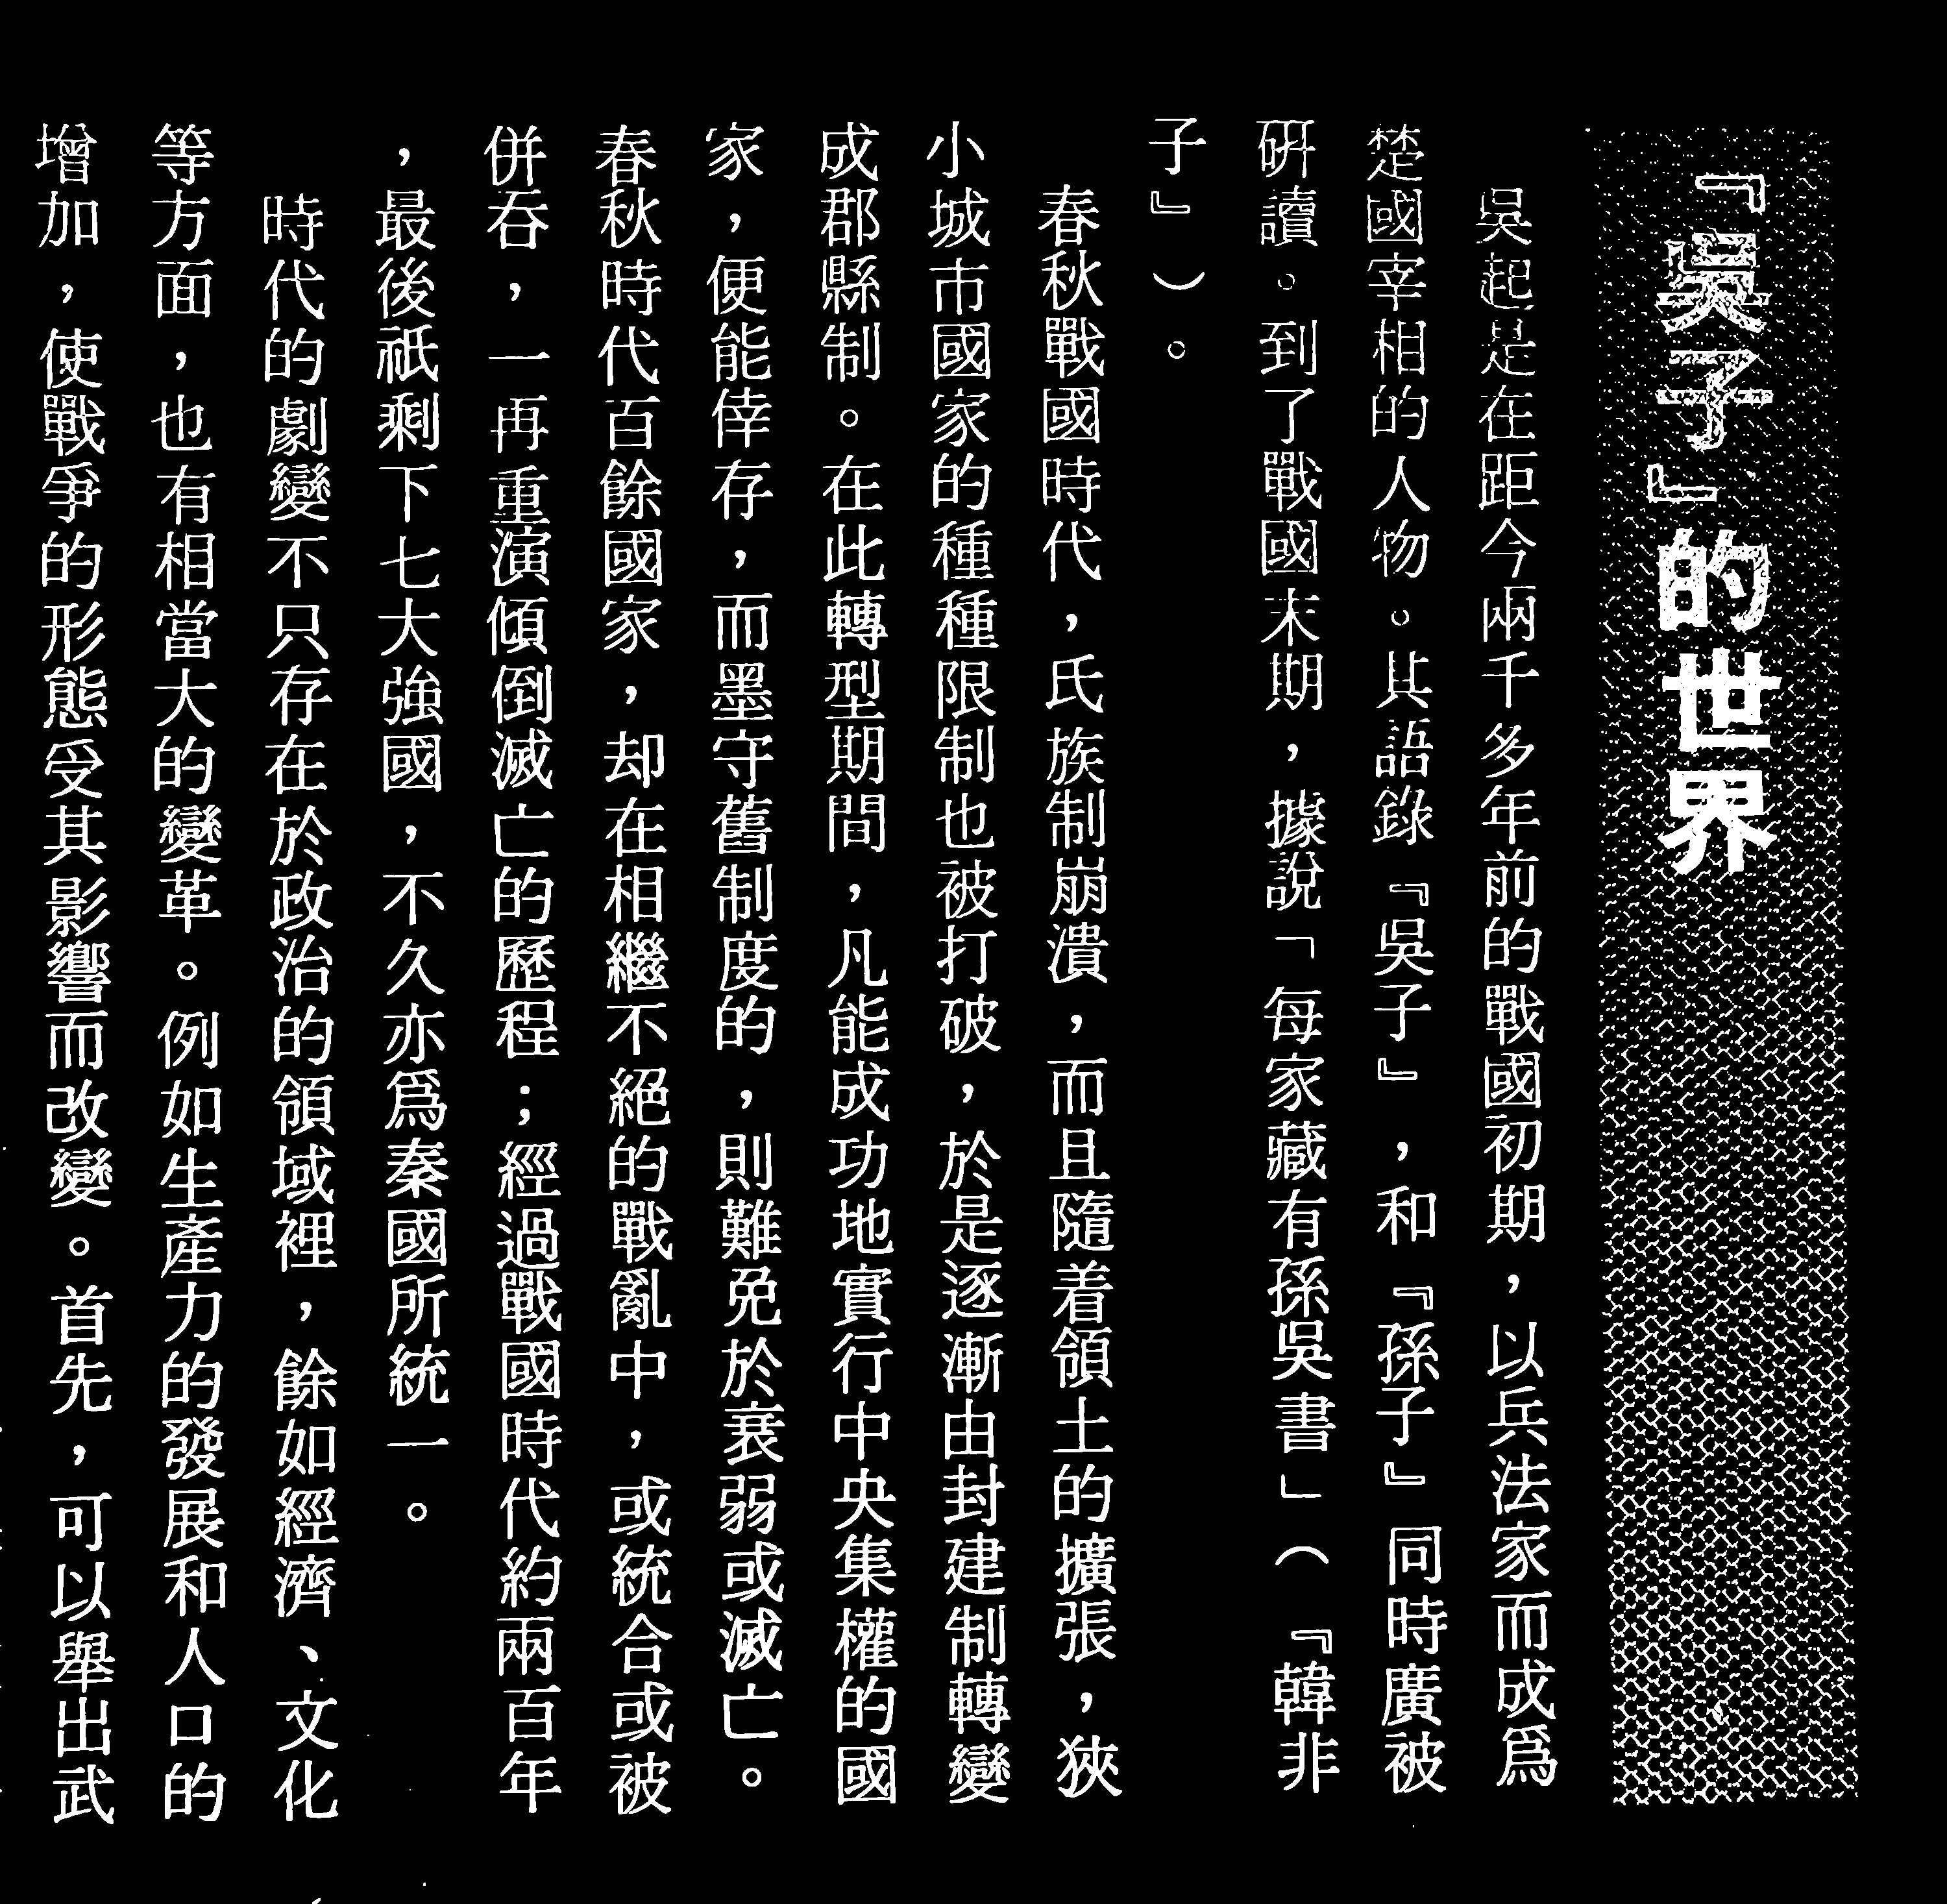 『吳子』的世界
吳起是在距今兩千多年前的戰國初期，以兵法家而成爲
楚國宰相的人物。其語錄『吳子』，和『孫子』同時廣被
硏讀。到了戰國末期，據說「每家藏有孫吳書」（『韓非
子』）。
春秋戰國時代，氏族制崩潰，而且隨着領土的擴張，狹
小城市國家的種種限制也被打破，於是逐漸由封建制轉變
成郡縣制。在此轉型期間，凡能成功地實行中央集權的國
家，便能倖存，而墨守舊制度的，則難免於衰弱或滅亡。
春秋時代百餘國家，却在相繼不絕的戰亂中，或統合或被
併吞，一再重演傾倒滅亡的歷程；經過戰國時代約兩百年
，最後祇剩下七大強國，不久亦爲秦國所統一。
時代的劇變不只存在於政治的領域裡，餘如經濟、文化
等方面，也有相當大的變革。例如生產力的發展和人口的
增加，使戰爭的形態受其影響而改變。首先，可以舉出武